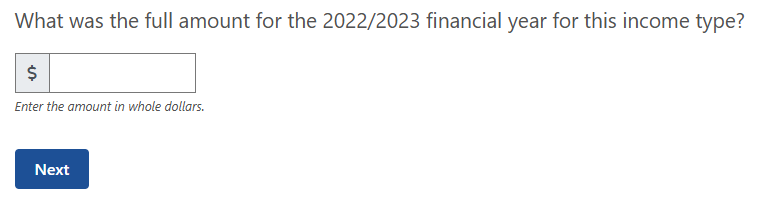 What was the full amount for the 2022/2023 financial year for this income type?
$
Enter the amount in whole dollars.
Next